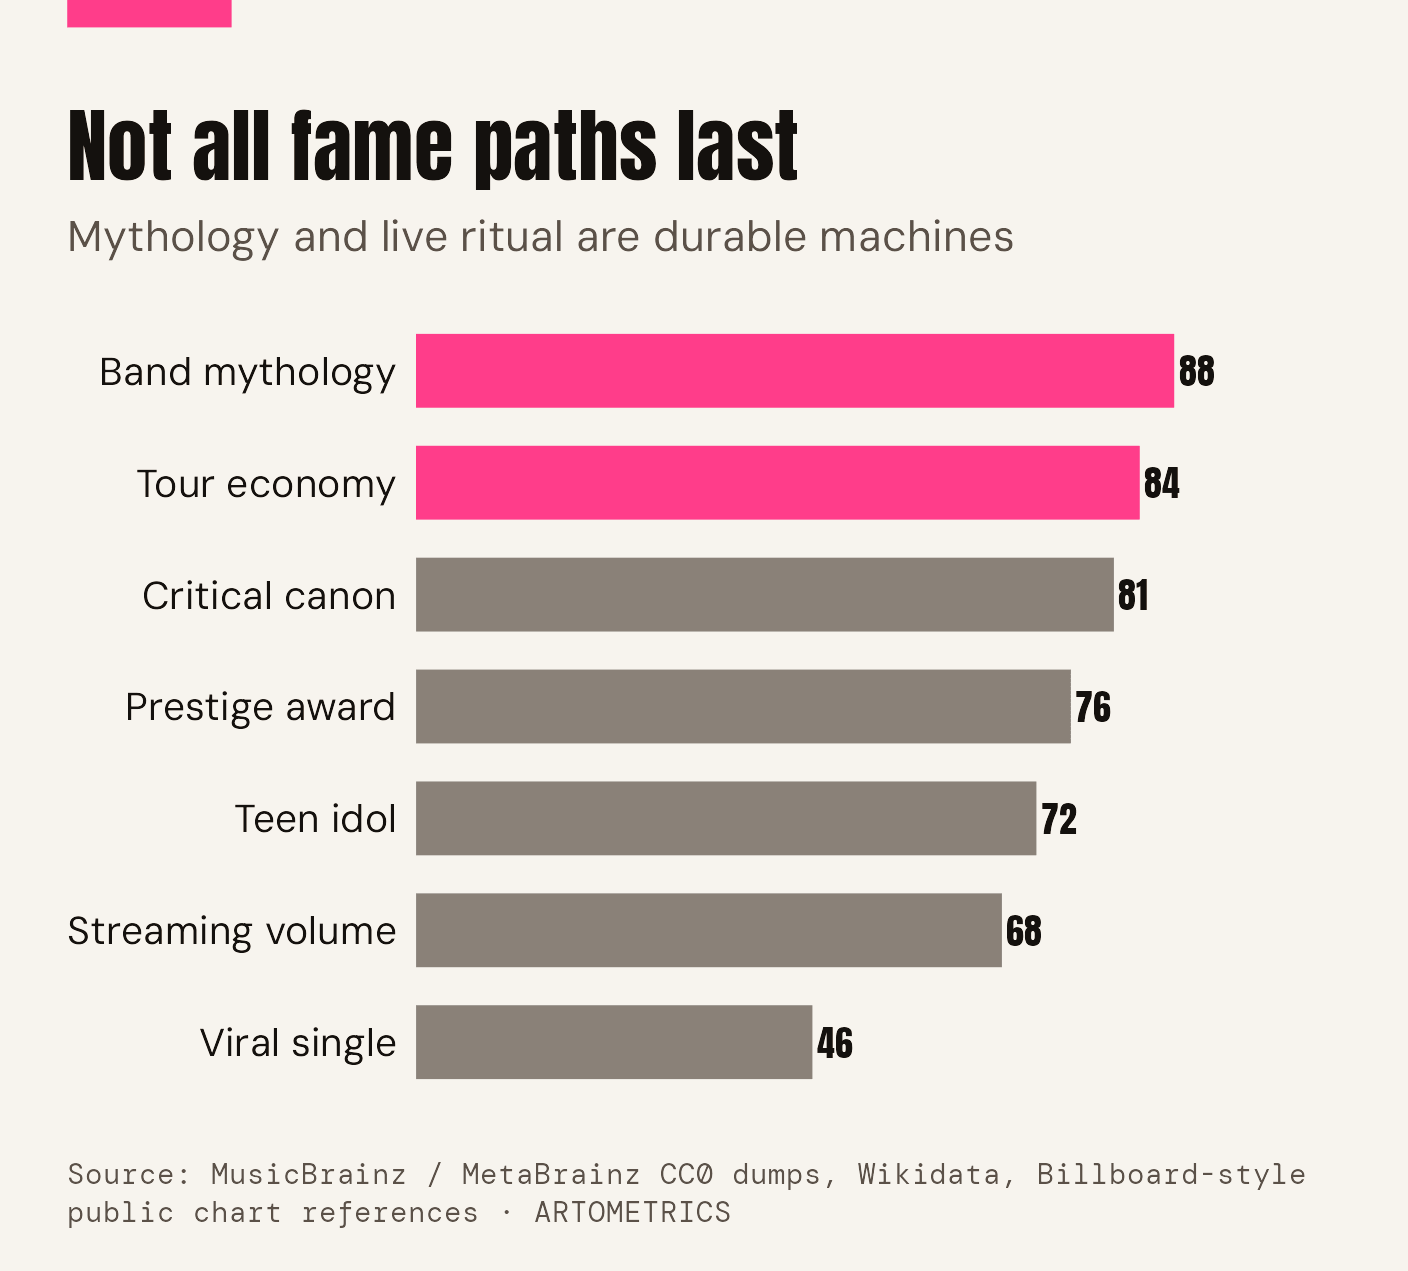 Not all fame paths last
Mythology and live ritual are durable machines
Band mythology 88
Tour economy 84
Critical canon 81
Prestige award 76
Teen idol 72
Streaming volume 68
Viral single 46
Source: MusicBrainz / MetaBrainz CC0 dumps, Wikidata, Billboard-style
public chart references · ARTOMETRICS